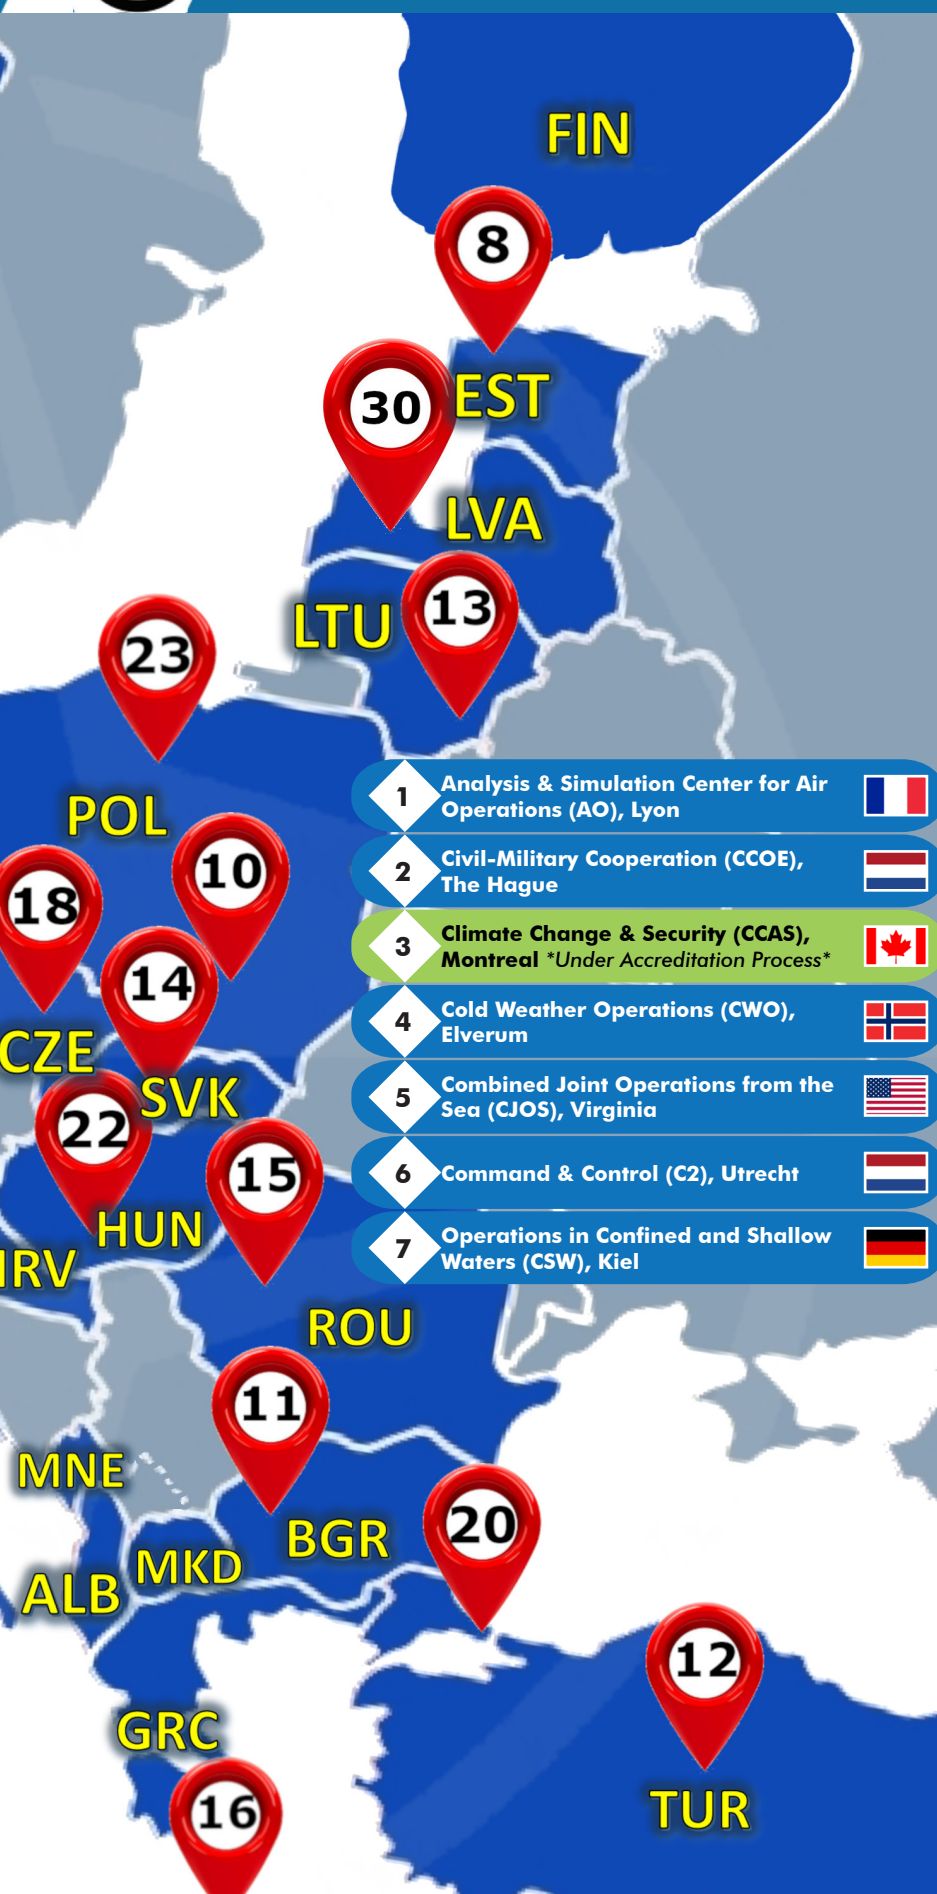 FIN
8
30
EST
LVA
LTU
13
23
POL
10
18
14
CZE
SVK
22
15
HUN
HRV
ROU
1
Analysis & Simulation Center for Air
Operations (AO), Lyon
2
Civil-Military Cooperation (CCOE),
The Hague
3
Climate Change & Security (CCAS),
Montreal *Under Accreditation Process*
4
Cold Weather Operations (CWO),
Elverum
5
Combined Joint Operations from the
Sea (CJOS), Virginia
6
Command & Control (C2), Utrecht
7
Operations in Confined and Shallow
Waters (CSW), Kiel
11
MNE
20
BGR
MKD
ALB
12
GRC
16
TUR